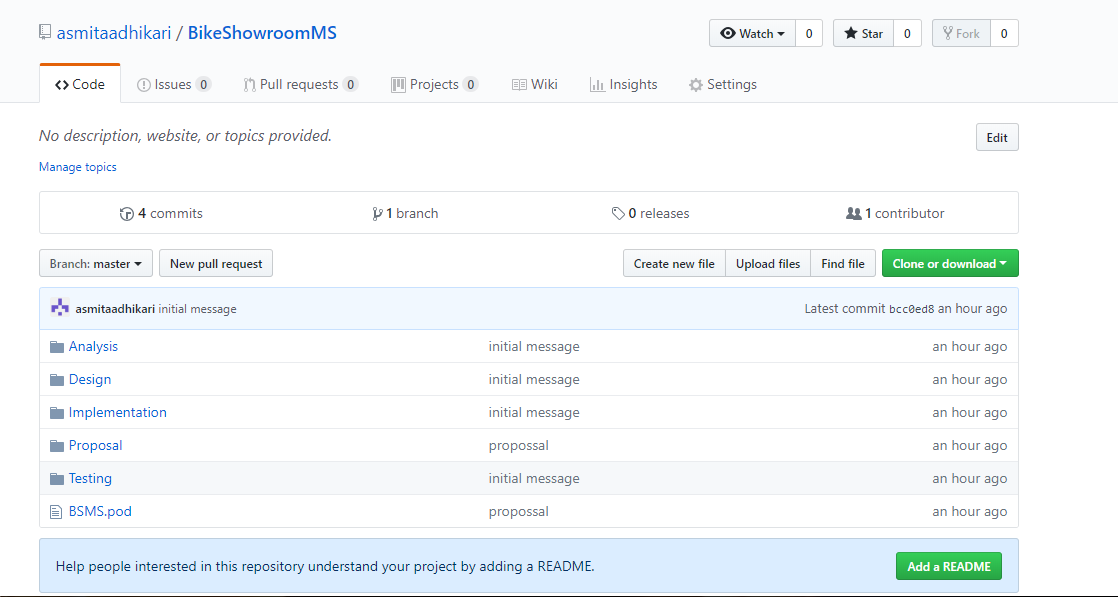 asmitaadhikari / BikeShowroomMS
Watch 0 Star 0 Fork 0
Code Issues 0 Pull requests 0 Projects 0 Wiki Insights Settings
No description, website, or topics provided.
Edit
Manage topics
4 commits 1 branch 0 releases 1 contributor
Branch: master New pull request Create new file Upload files Find file Clone or download
asmitaadhikari initial message Latest commit bcc0ed8 an hour ago
Analysis initial message an hour ago
Design initial message an hour ago
Implementation initial message an hour ago
Proposal propossal an hour ago
Testing initial message an hour ago
BSMS.pod propossal an hour ago
Help people interested in this repository understand your project by adding a README. Add a README